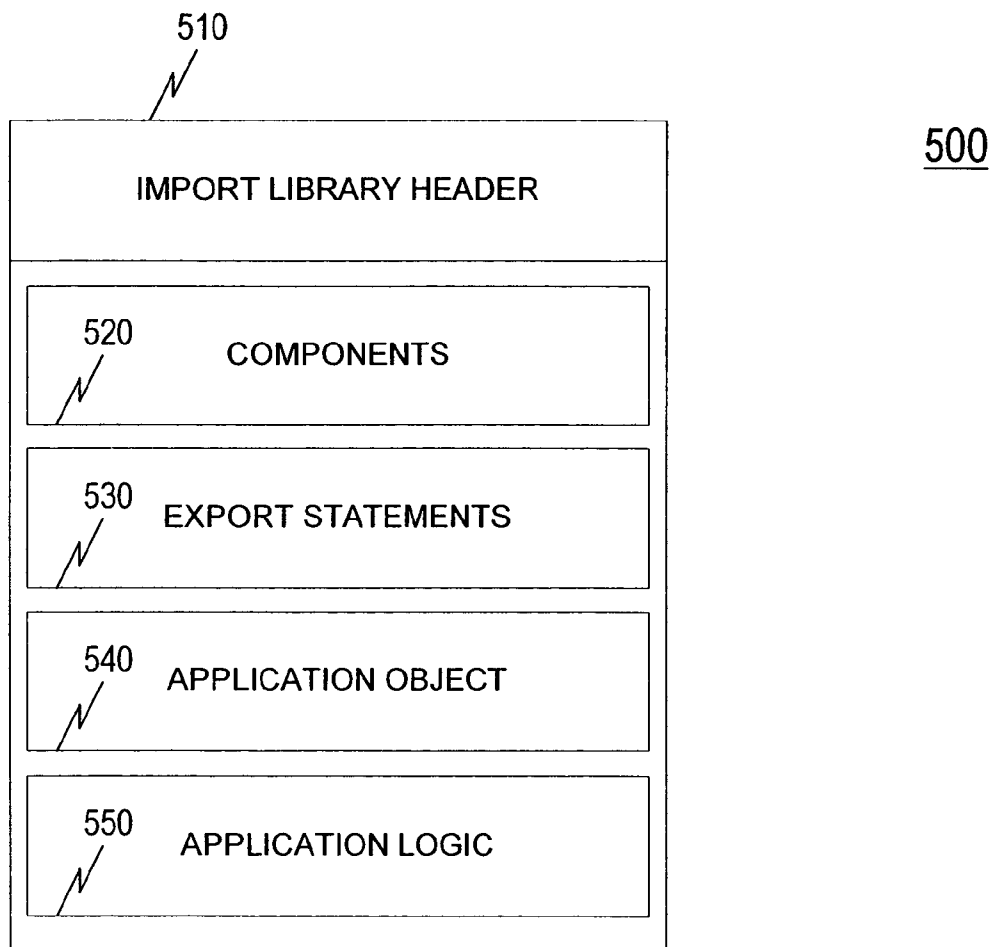 510
500
IMPORT LIBRARY HEADER
520
COMPONENTS
530
EXPORT STATEMENTS
540
APPLICATION OBJECT
550
APPLICATION LOGIC